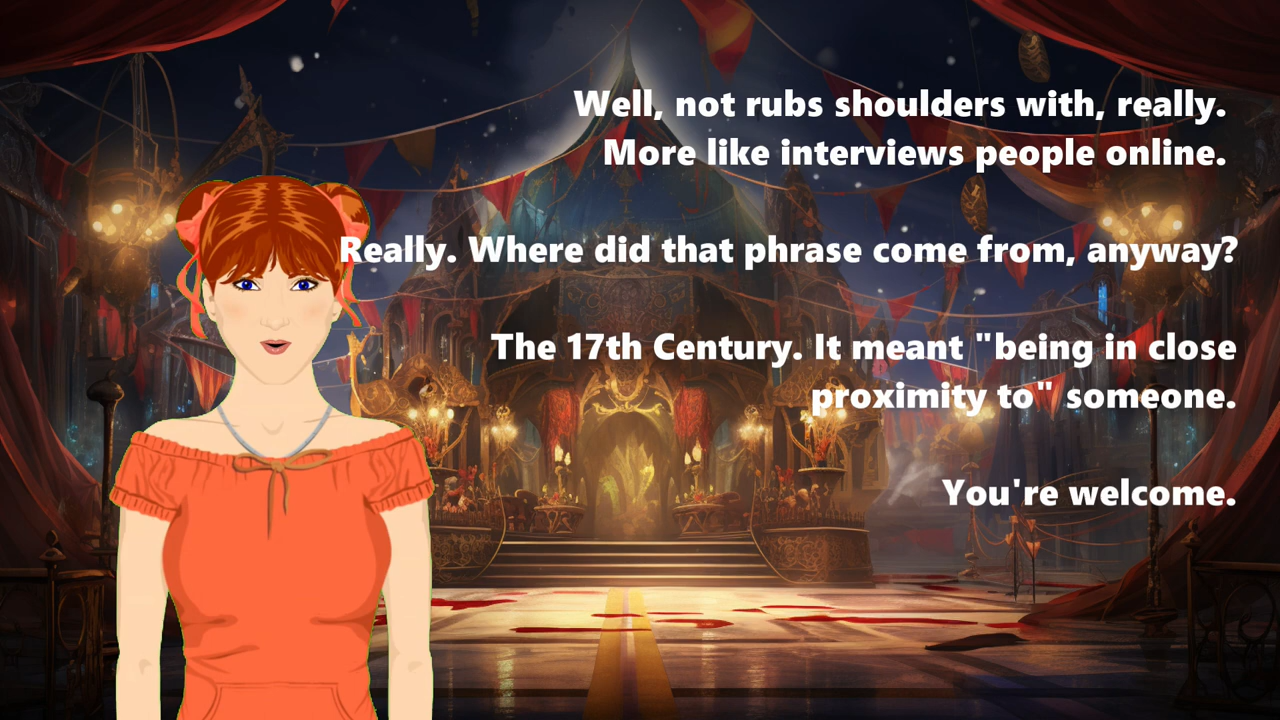 Well, not rubs shoulders with, really.
More like interviews people online.
Really. Where did that phrase come from, anyway?
The 17th Century. It meant "being in close
proximity to" someone.
You're welcome.